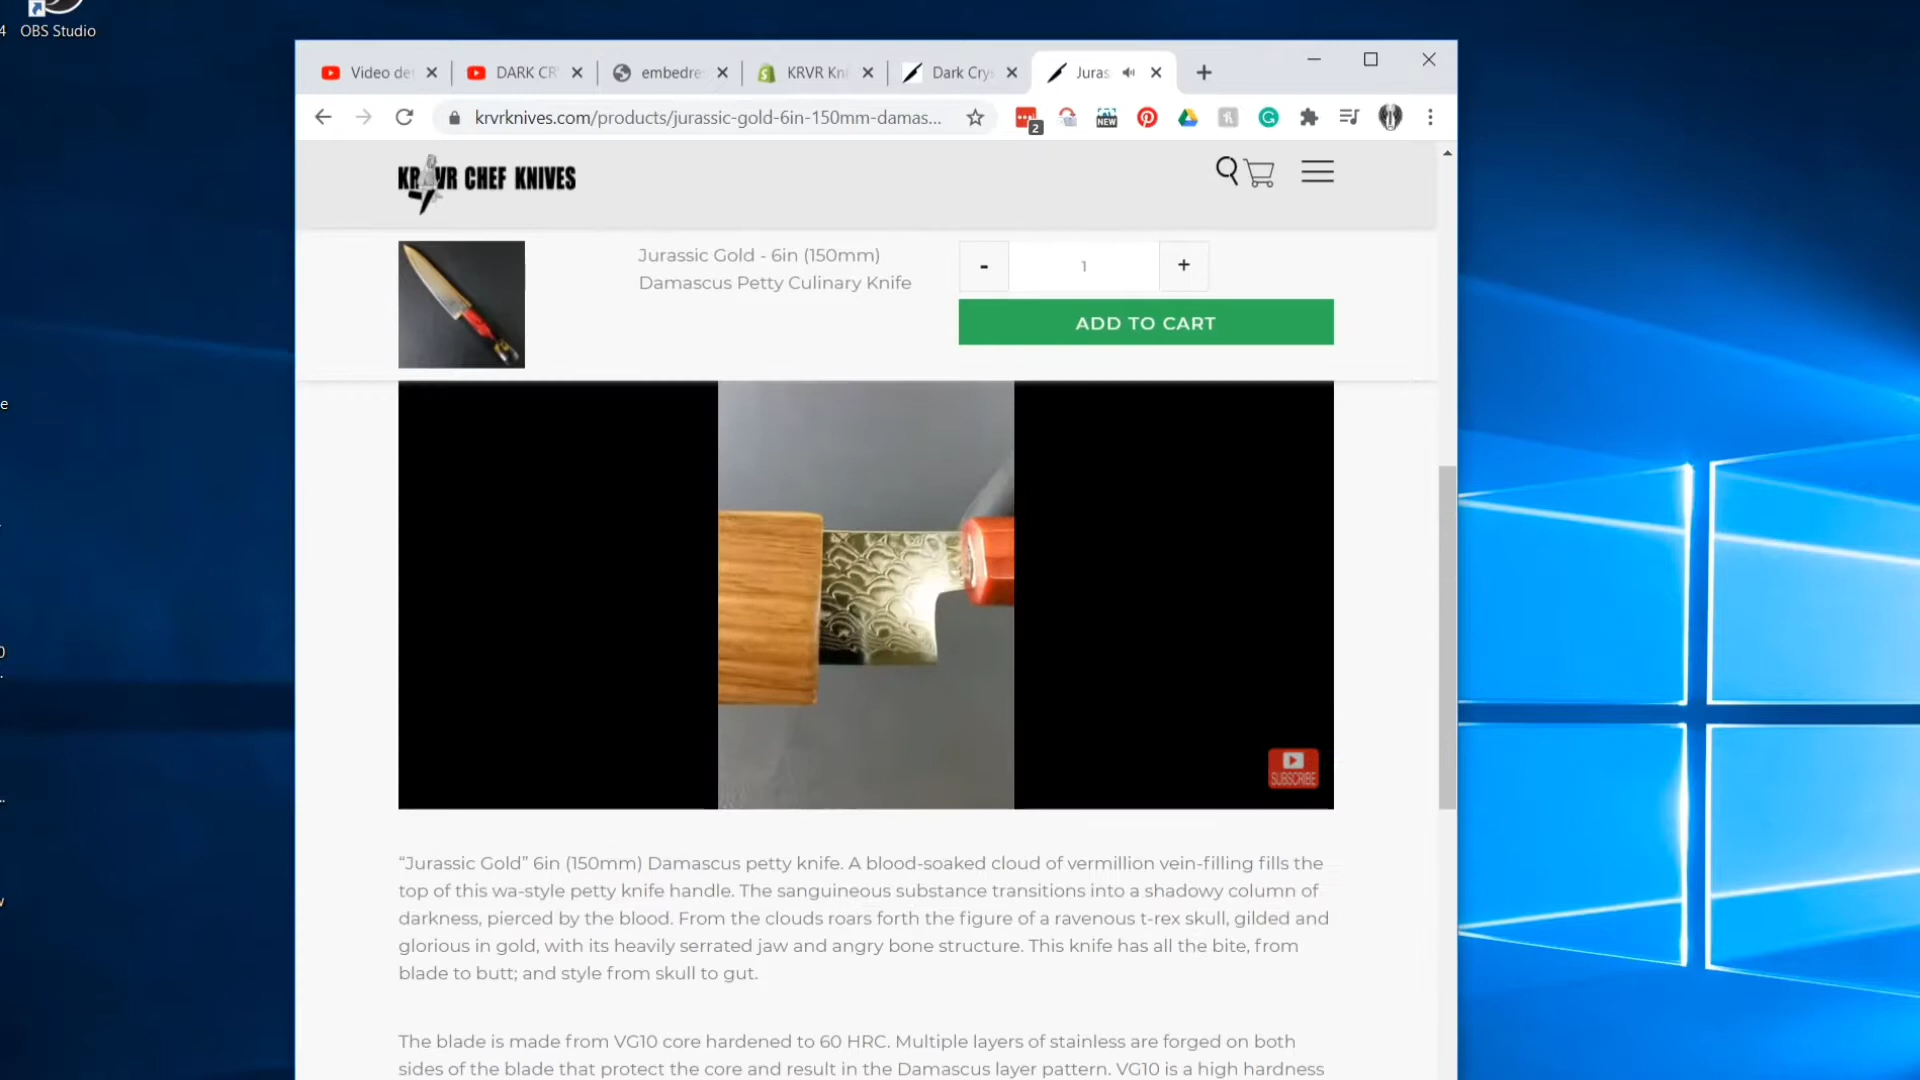 4 OBS Studio
Video de
DARK CR
embedre
KRVR Kni
Dark Crys
Juras
krvrknives.com/products/jurassic-gold-6in-150mm-damas...
2
NEW
KRVR CHEF KNIVES
Jurassic Gold - 6in (150mm)
Damascus Petty Culinary Knife
- 1 +
ADD TO CART
e
SUBSCRIBE
“Jurassic Gold” 6in (150mm) Damascus petty knife. A blood-soaked cloud of vermillion vein-filling fills the
top of this wa-style petty knife handle. The sanguineous substance transitions into a shadowy column of
darkness, pierced by the blood. From the clouds roars forth the figure of a ravenous t-rex skull, gilded and
glorious in gold, with its heavily serrated jaw and angry bone structure. This knife has all the bite, from
blade to butt; and style from skull to gut.
The blade is made from VG10 core hardened to 60 HRC. Multiple layers of stainless are forged on both
sides of the blade that protect the core and result in the Damascus layer pattern. VG10 is a high hardness